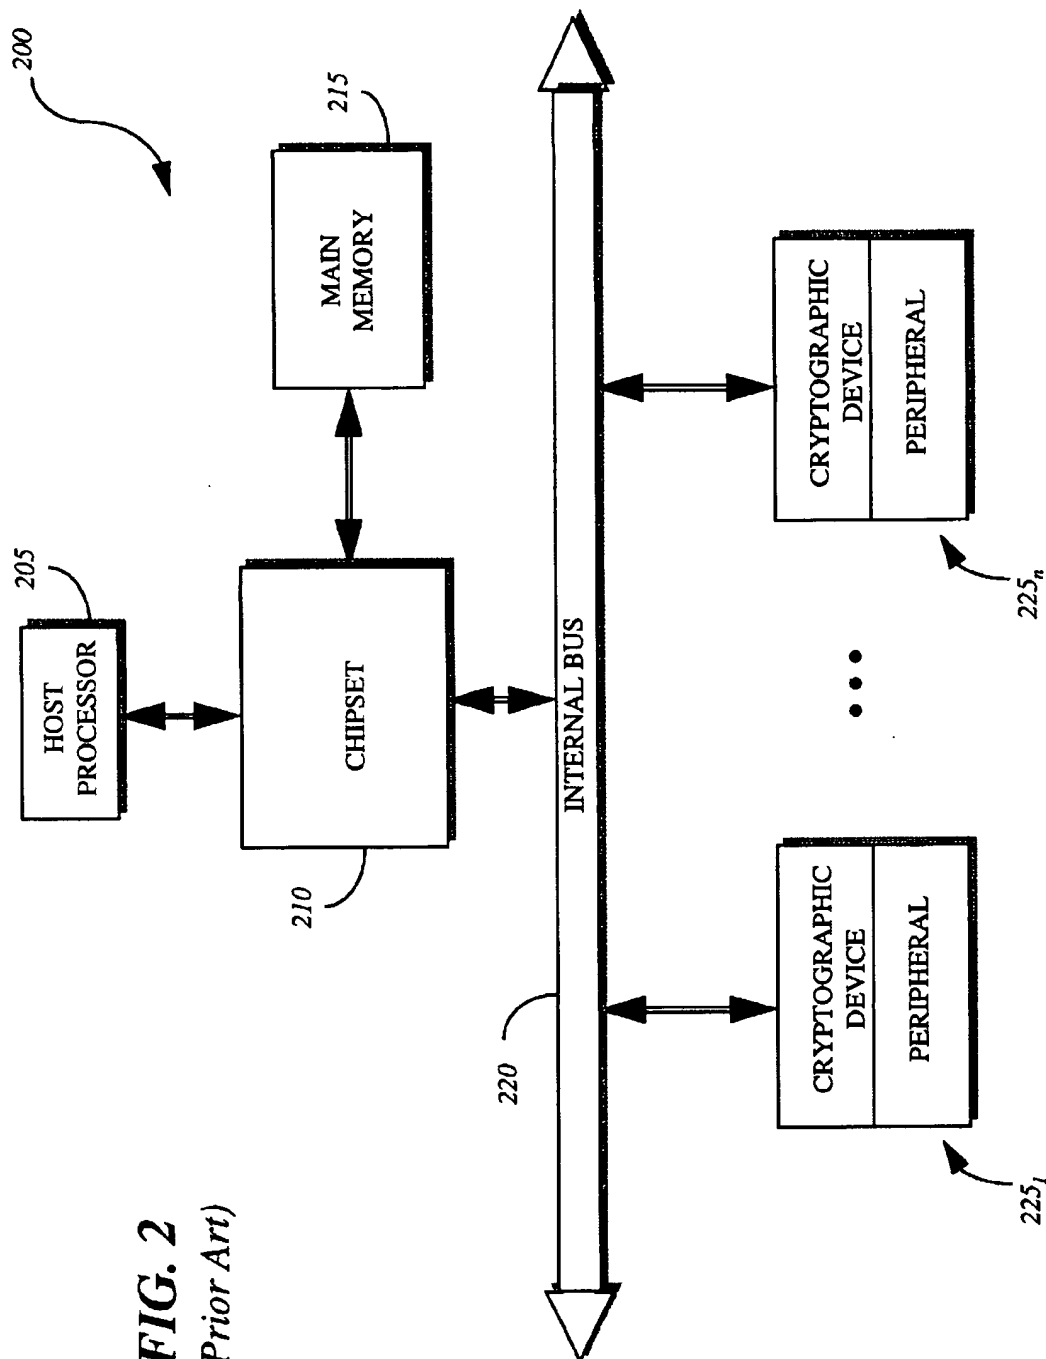 FIG. 2
Prior Art)
200
205
HOST
PROCESSOR
210
CHIPSET
215
MAIN
MEMORY
220
INTERNAL BUS
CRYPTOGRAPHIC
DEVICE
PERIPHERAL
225₁
• • •
CRYPTOGRAPHIC
DEVICE
PERIPHERAL
225ₙ